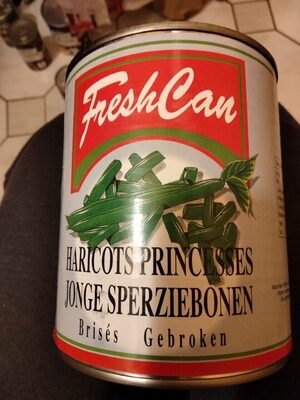 FreshCan
HARICOTS PRINCESSES
JONGE SPERZIEBONEN
Brisés Gebroken